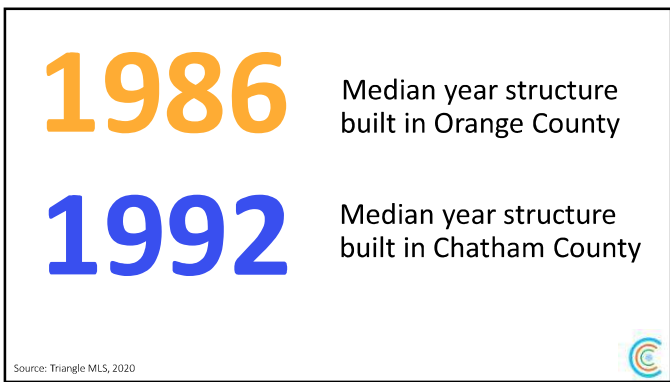 1986
Median year structure
built in Orange County
1992
Median year structure
built in Chatham County
Source: Triangle MLS, 2020